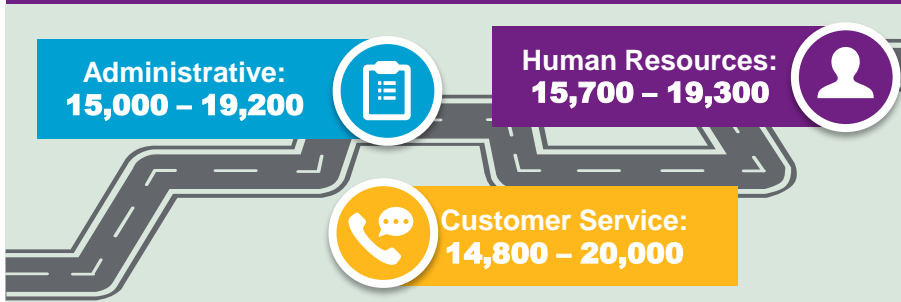 Administrative:
15,000 – 19,200
Human Resources:
15,700 – 19,300
Customer Service:
14,800 – 20,000